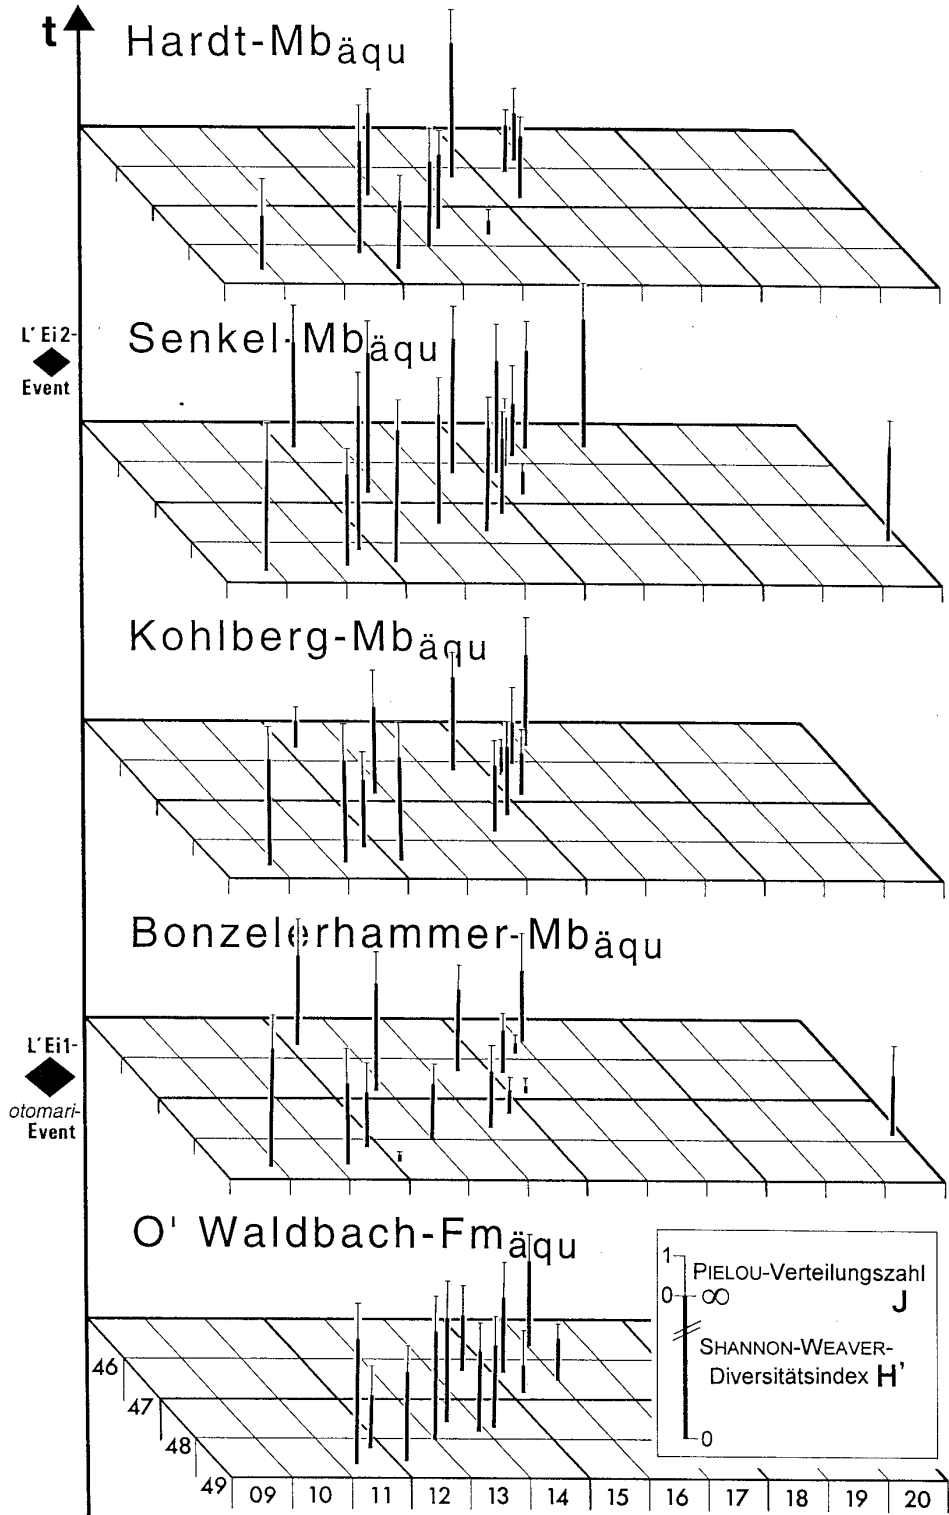 t
Hardt-Mbäqu
L'Ei2-
Event
Senkel-Mbäqu
Kohlberg-Mbäqu
Bonzelerhammer-Mbäqu
L'Ei1-
otomari-
Event
O' Waldbach-Fmäqu
1
PIELOU-Verteilungszahl
0 ∞ J
SHANNON-WEAVER-
Diversitätsindex H'
0
46
47
48
49 09 10 11 12 13 14 15 16 17 18 19 20